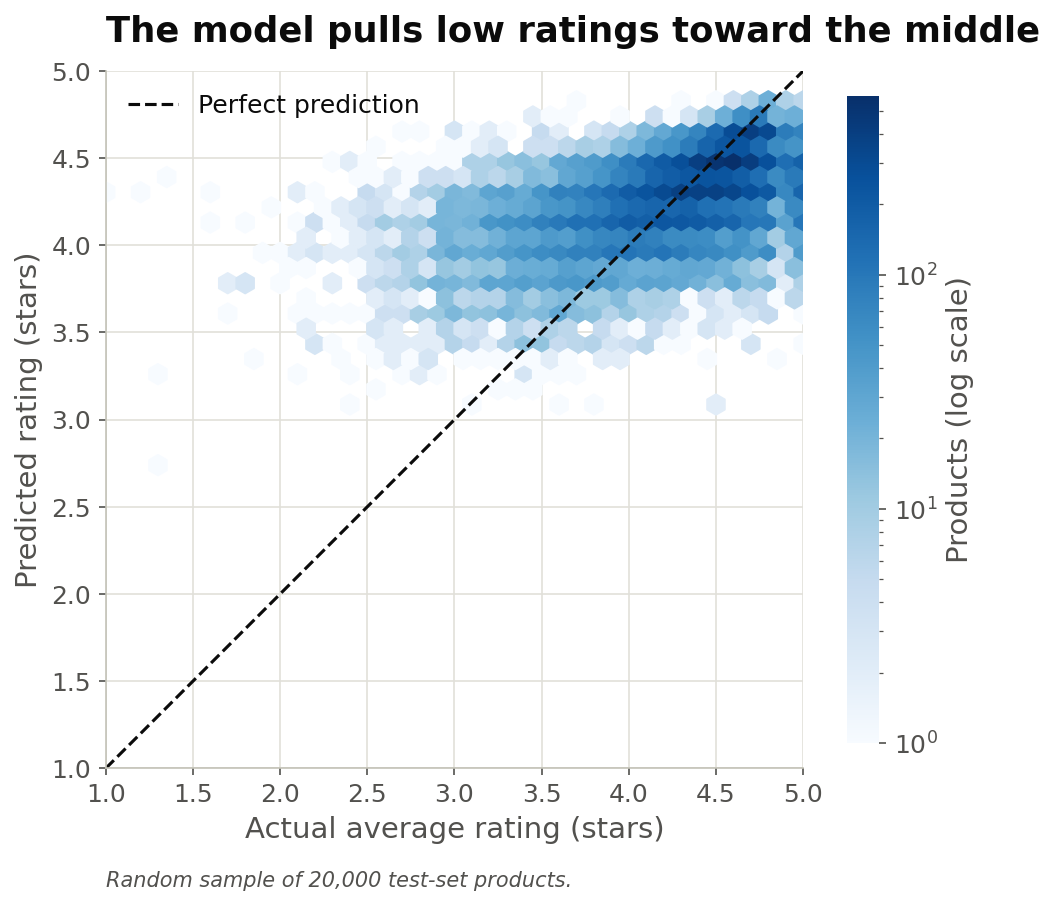 The model pulls low ratings toward the middle
Perfect prediction
Predicted rating (stars)
5.0
4.5
4.0
3.5
3.0
2.5
2.0
1.5
1.0
1.0 1.5 2.0 2.5 3.0 3.5 4.0 4.5 5.0
Actual average rating (stars)
10²
10¹
10⁰
Products (log scale)
Random sample of 20,000 test-set products.